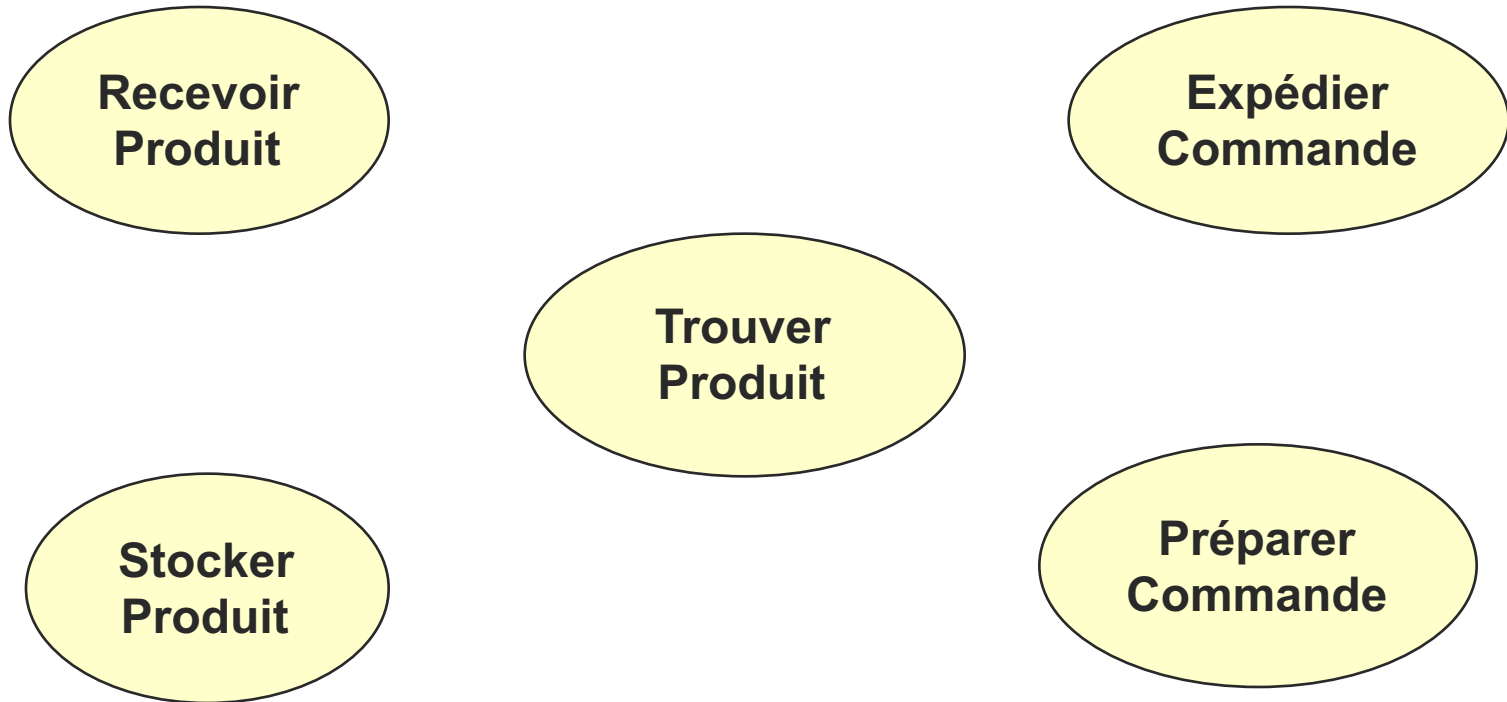 Recevoir
Produit
Expédier
Commande
Trouver
Produit
Stocker
Produit
Préparer
Commande